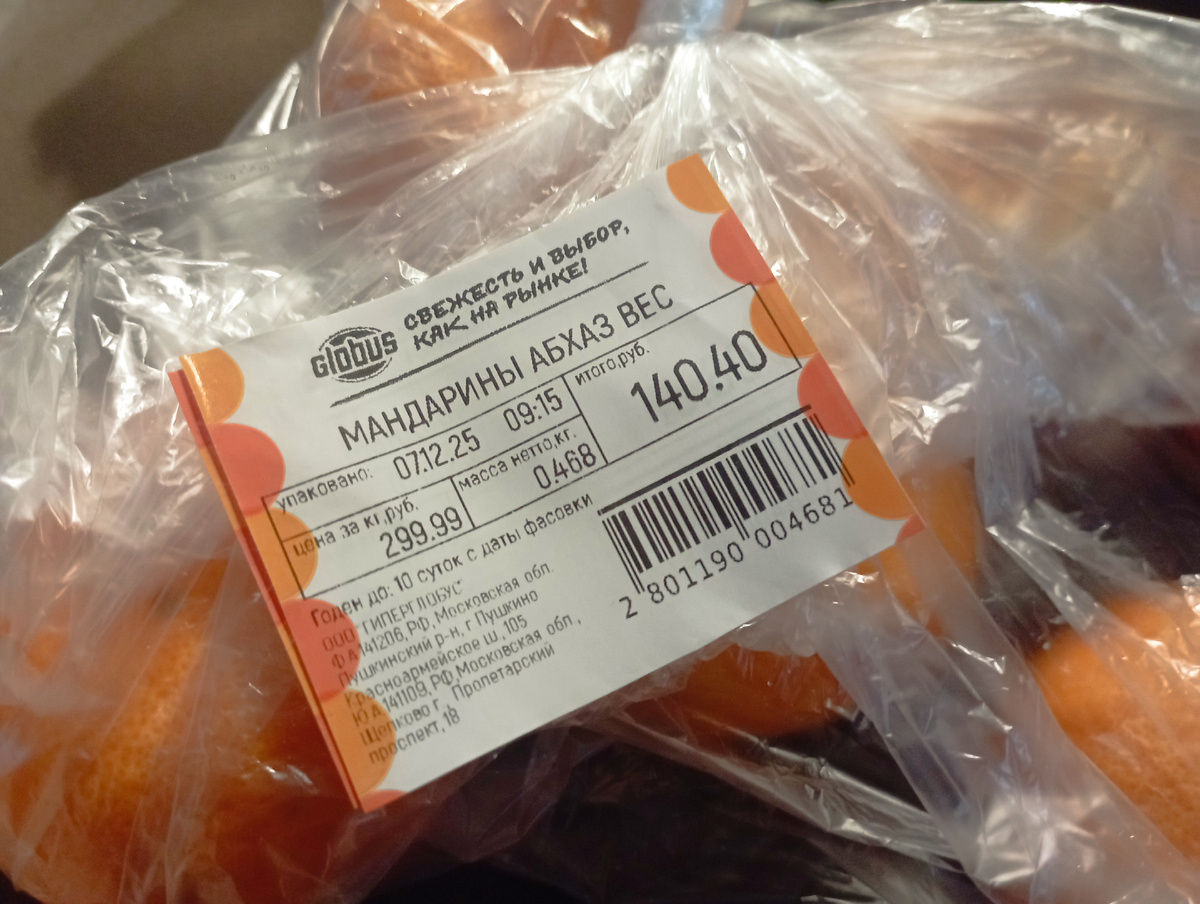 Globus
СВЕЖЕСТЬ И ВЫБОР,
КАК НА РЫНКЕ!
МАНДАРИНЫ АБХАЗ ВЕС
упаковано: 07.12.25 09:15
итого,руб.
140.40
цена за кг,руб.
299.99
масса нетто,кг.
0.468
Годен до: 10 суток с даты фасовки
ООО "ГИПЕРГЛОБУС"
Ф.А 141206, РФ, Московская обл.
Пушкинский р-н, г Пушкино
Красноармейское ш, 105
Ю.А 141109, РФ,Московская обл.,
Щелково г, Пролетарский
проспект,18
2 801190 004681